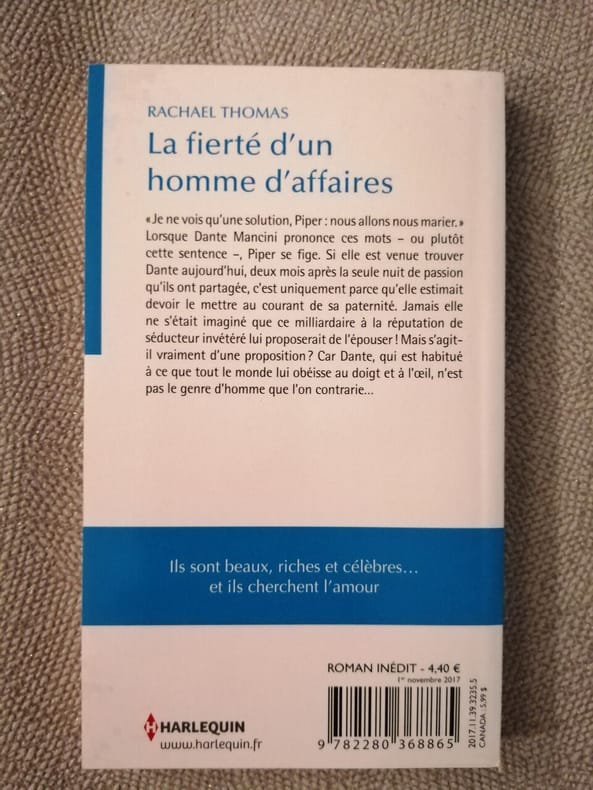 RACHAEL THOMAS
La fierté d'un
homme d'affaires
« Je ne vois qu'une solution, Piper : nous allons nous marier. »
Lorsque Dante Mancini prononce ces mots – ou plutôt
cette sentence –, Piper se fige. Si elle est venue trouver
Dante aujourd'hui, deux mois après la seule nuit de passion
qu'ils ont partagée, c'est uniquement parce qu'elle estimait
devoir le mettre au courant de sa paternité. Jamais elle
ne s'était imaginé que ce milliardaire à la réputation de
séducteur invétéré lui proposerait de l'épouser ! Mais s'agit-
il vraiment d'une proposition ? Car Dante, qui est habitué
à ce que tout le monde lui obéisse au doigt et à l'œil, n'est
pas le genre d'homme que l'on contrarie...
Ils sont beaux, riches et célèbres...
et ils cherchent l'amour
ROMAN INÉDIT - 4,40 €
1er novembre 2017
HARLEQUIN
www.harlequin.fr
9 782280 368865
2017.11.39.3235.5
CANADA : 5,99 $